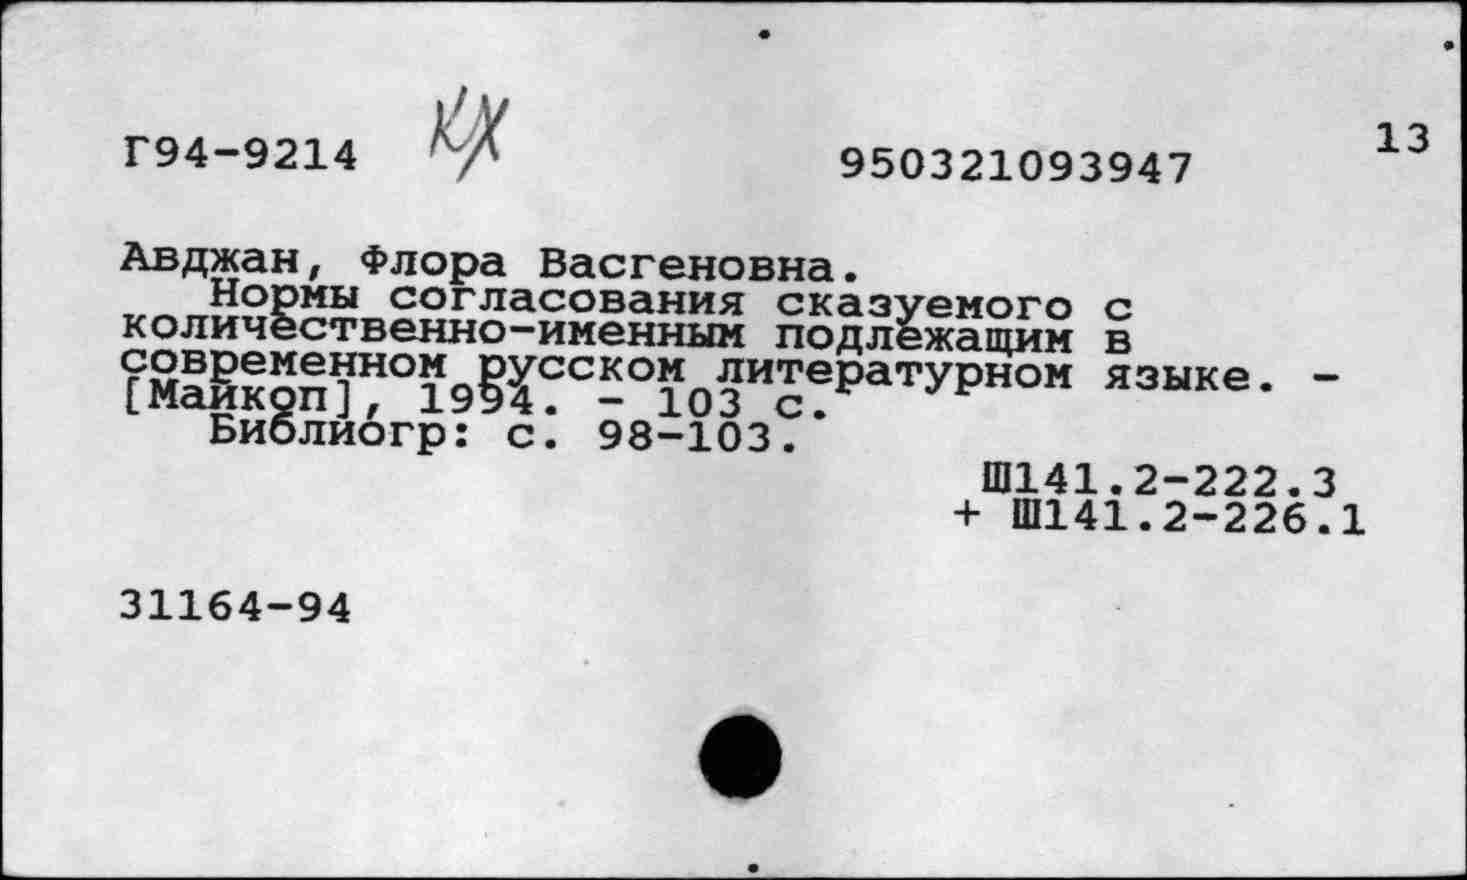 Г94-9214 КХ 950321093947 13
Авджан, Флора Васгеновна.
Нормы согласования сказуемого с
количественно-именным подлежащим в
современном русском литературном языке. -
[Майкоп], 1994. - 103 с.
Библиогр: с. 98-103.
Ш141.2-222.3
+ Ш141.2-226.1
31164-94